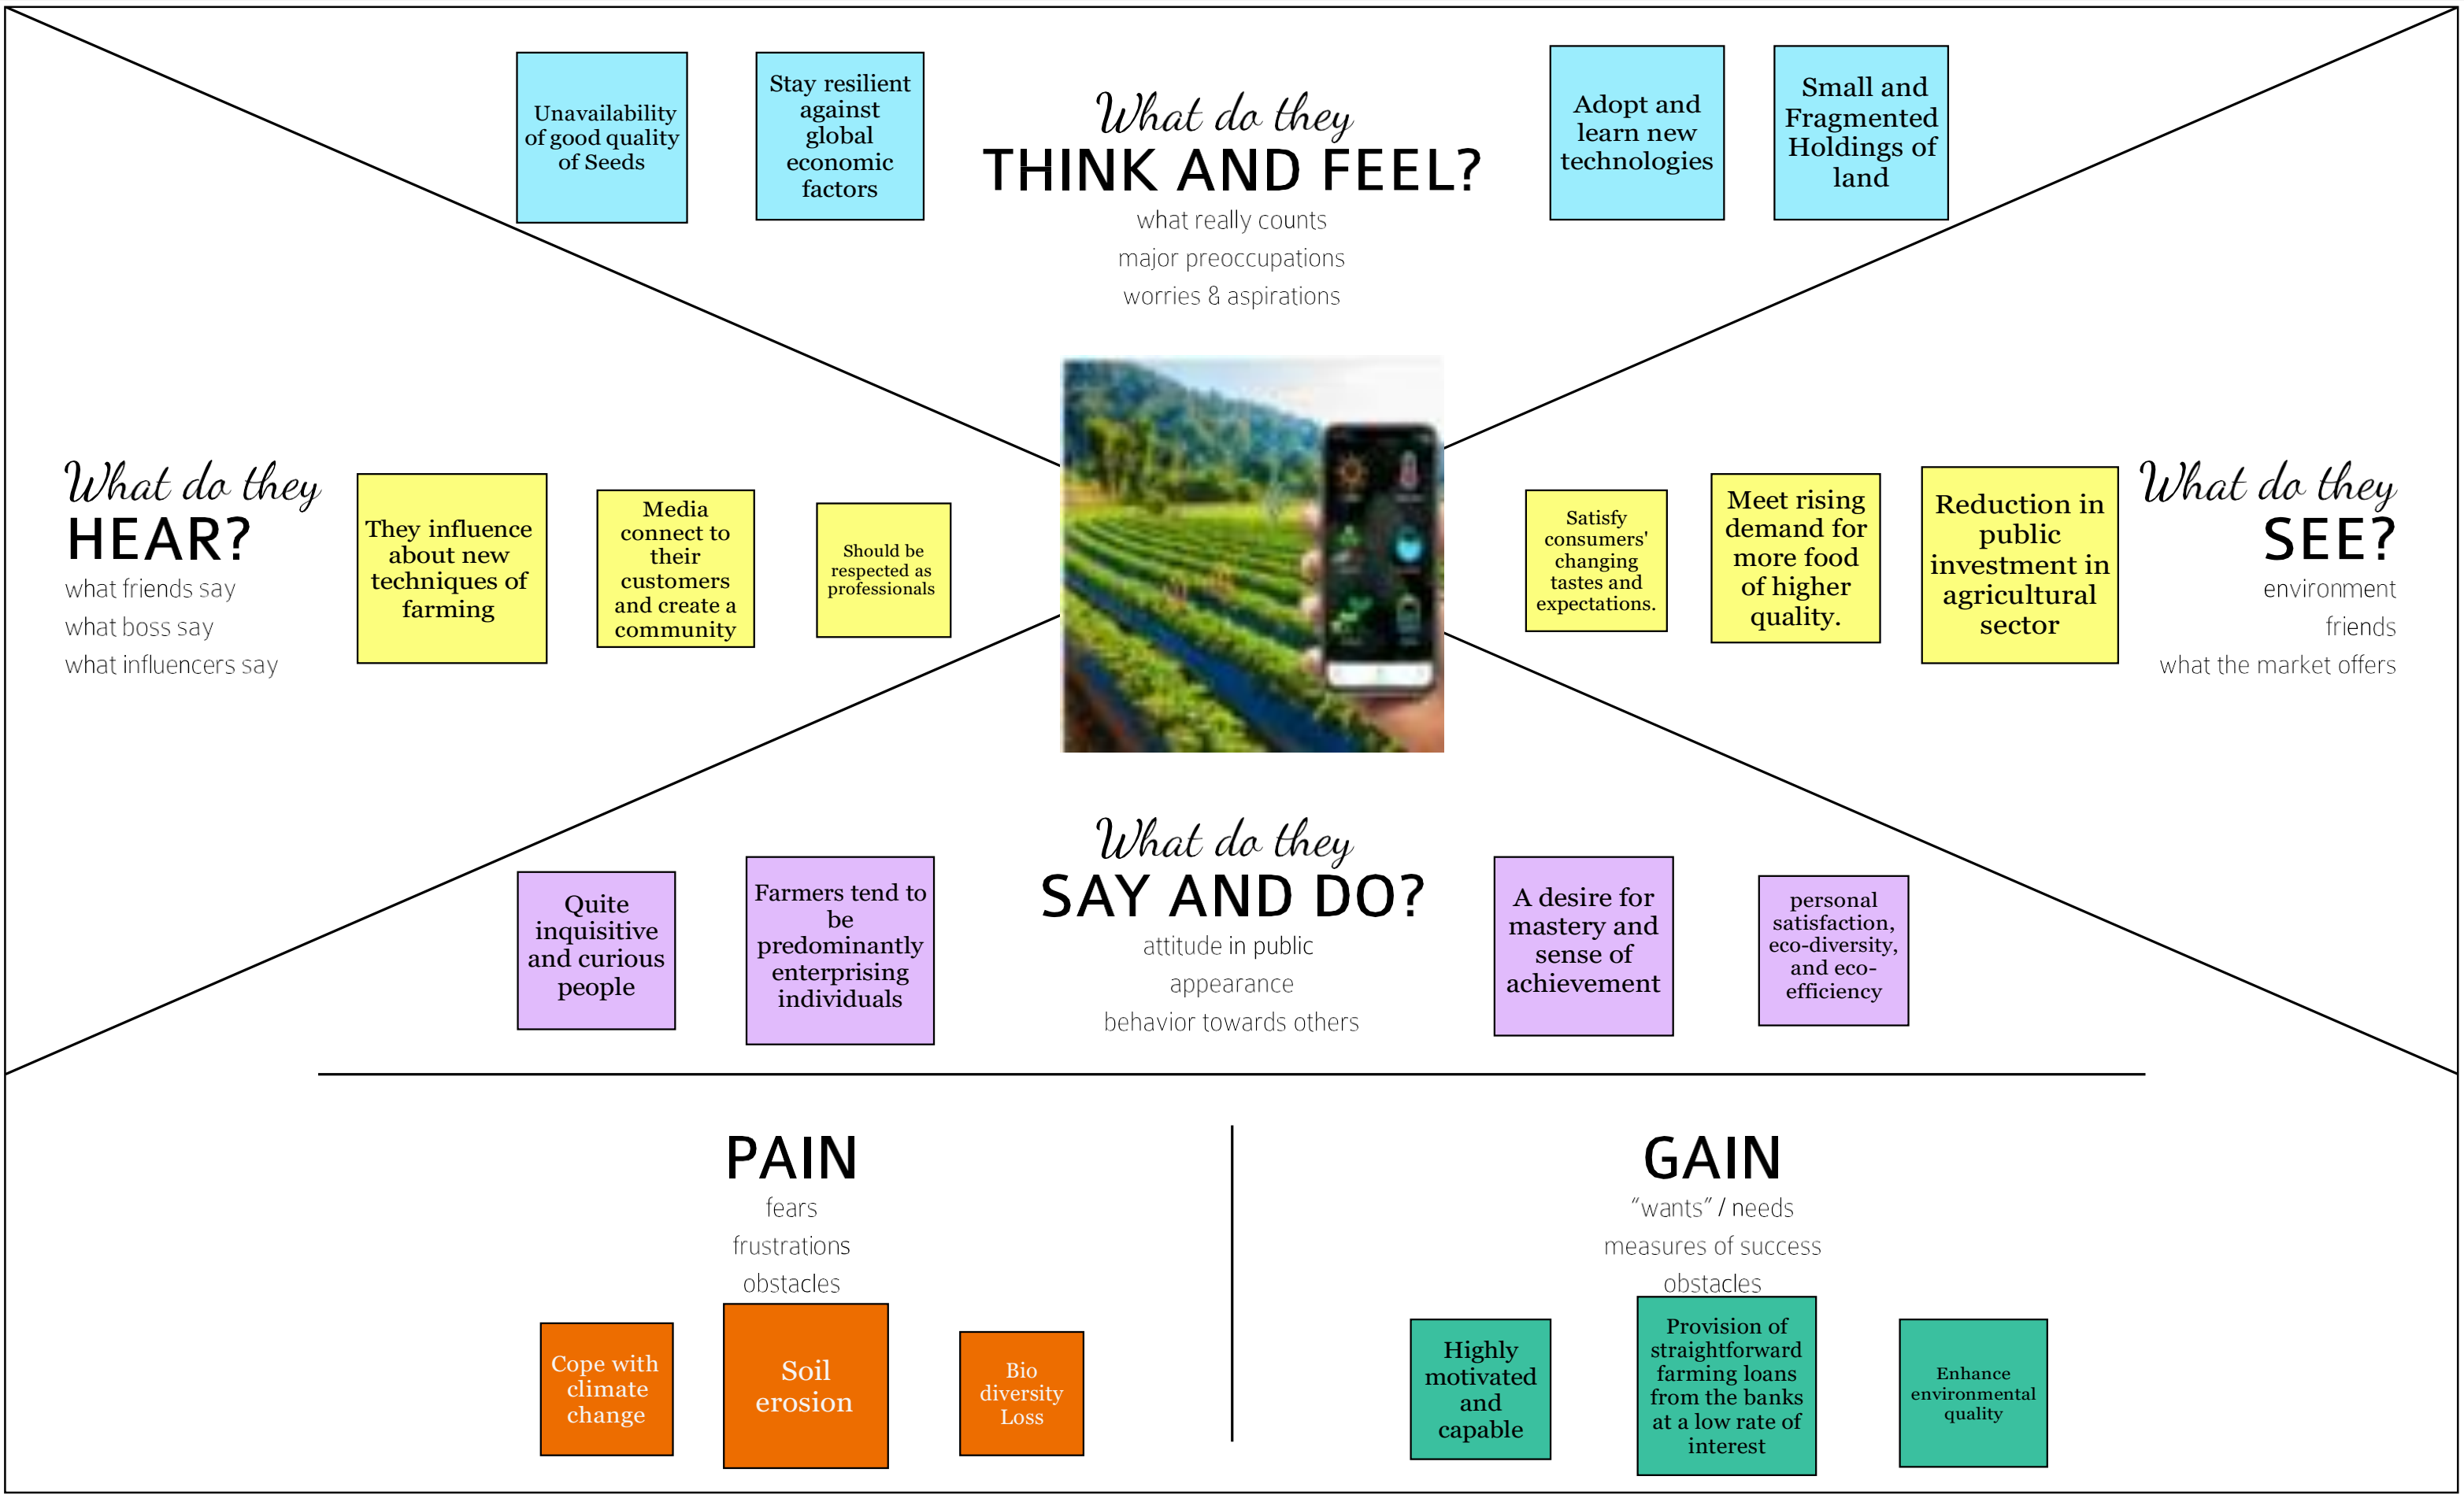 Unavailability
of good quality
of Seeds
Stay resilient
against
global
economic
factors
What do they
THINK AND FEEL?
what really counts
major preoccupations
worries & aspirations
Adopt and
learn new
technologies
Small and
Fragmented
Holdings of
land
What do they
HEAR?
what friends say
what boss say
what influencers say
They influence
about new
techniques of
farming
Media
connect to
their
customers
and create a
community
Should be
respected as
professionals
Satisfy
consumers'
changing
tastes and
expectations.
Meet rising
demand for
more food
of higher
quality.
Reduction in
public
investment in
agricultural
sector
What do they
SEE?
environment
friends
what the market offers
Quite
inquisitive
and curious
people
Farmers tend to
be
predominantly
enterprising
individuals
What do they
SAY AND DO?
attitude in public
appearance
behavior towards others
A desire for
mastery and
sense of
achievement
personal
satisfaction,
eco-diversity,
and eco-
efficiency
PAIN
fears
frustrations
obstacles
Cope with
climate
change
Soil
erosion
Bio
diversity
Loss
GAIN
“wants” / needs
measures of success
obstacles
Highly
motivated
and
capable
Provision of
straightforward
farming loans
from the banks
at a low rate of
interest
Enhance
environmental
quality